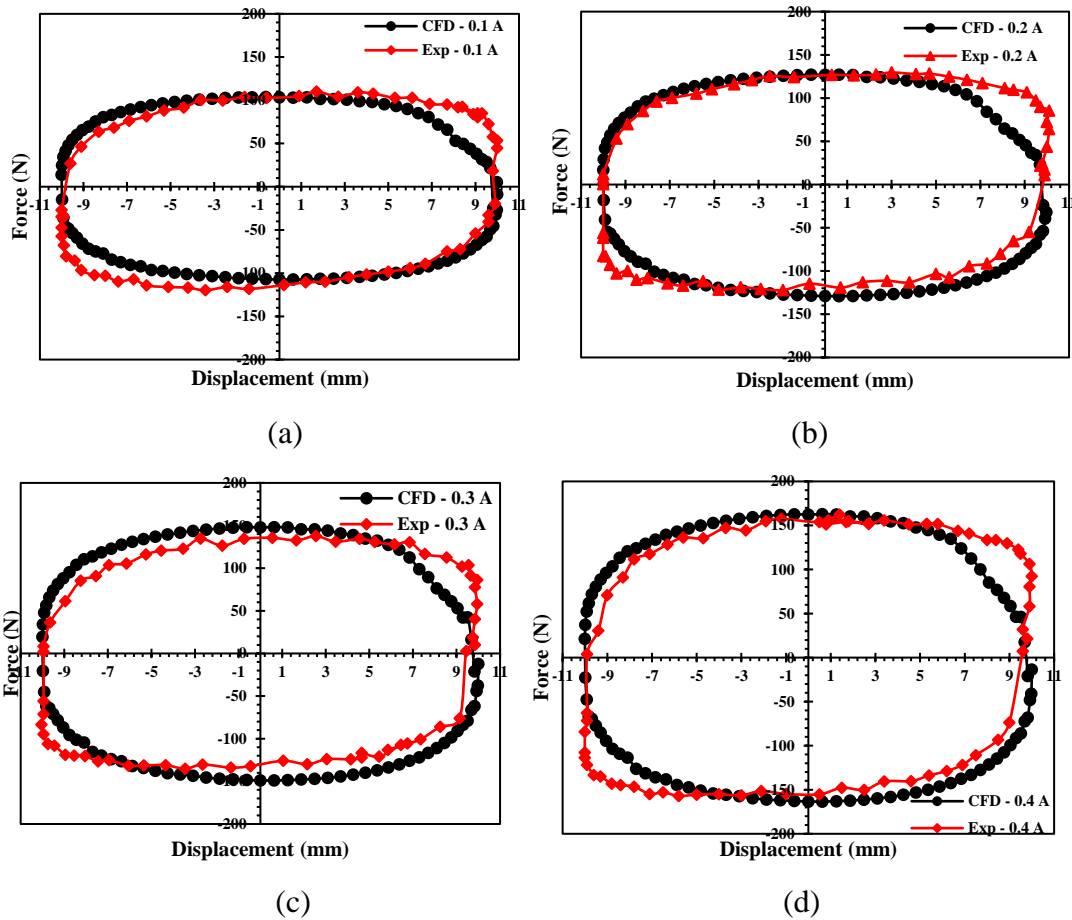 200
CFD - 0.1 A
Exp - 0.1 A
150
100
50
0
-11 -9 -7 -5 -3 -1 1 3 5 7 9 11
-50
-100
-150
-200
Force (N)
Displacement (mm)
(a)
200
CFD - 0.2 A
Exp - 0.2 A
150
100
50
0
-11 -9 -7 -5 -3 -1 1 3 5 7 9 11
-50
-100
-150
-200
Force (N)
Displacement (mm)
(b)
200
CFD - 0.3 A
Exp - 0.3 A
150
100
50
0
-11 -9 -7 -5 -3 -1 1 3 5 7 9 11
-50
-100
-150
-200
Force (N)
Displacement (mm)
(c)
200
150
100
50
0
-11 -9 -7 -5 -3 -1 1 3 5 7 9 11
-50
-100
-150
-200
CFD - 0.4 A
Exp - 0.4 A
Force (N)
Displacement (mm)
(d)